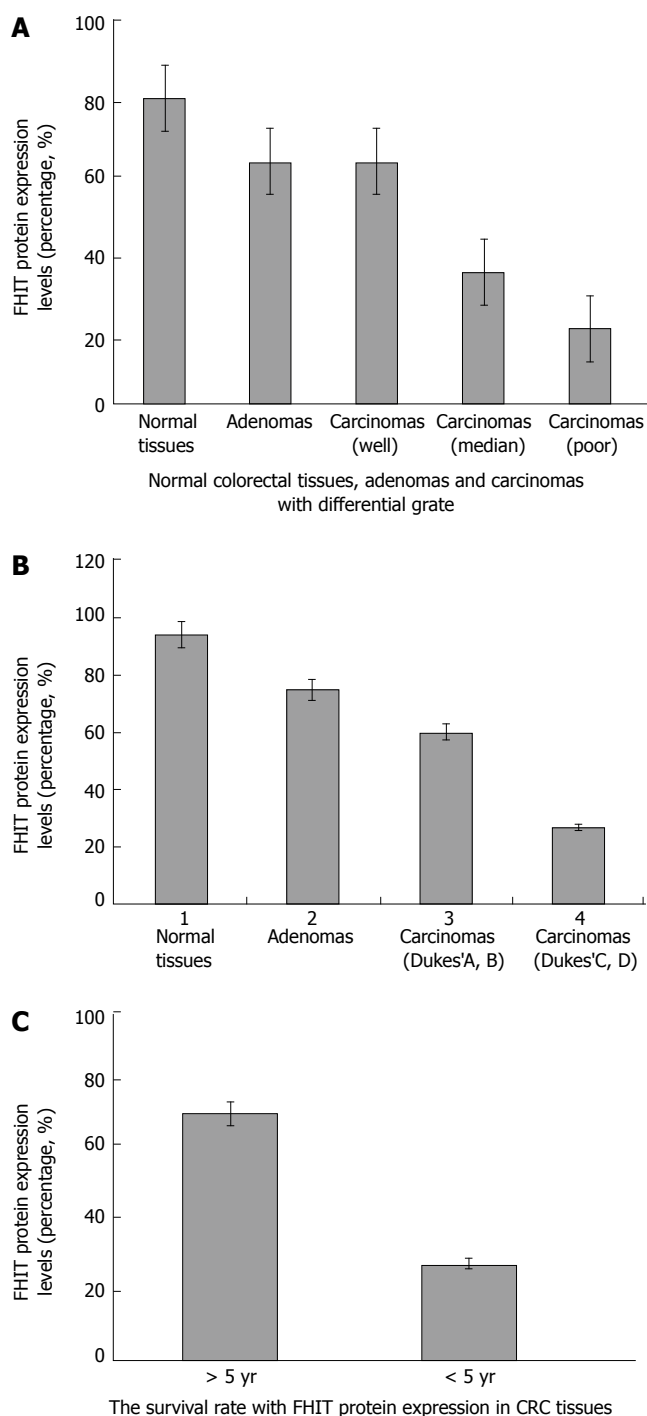 A
FHIT protein expression
levels (percentage, %)
100
80
60
40
20
0
Normal
tissues
Adenomas
Carcinomas
(well)
Carcinomas
(median)
Carcinomas
(poor)
Normal colorectal tissues, adenomas and carcinomas
with differential grate
B
FHIT protein expression
levels (percentage, %)
120
100
80
60
40
20
0
1
Normal
tissues
2
Adenomas
3
Carcinomas
(Dukes'A, B)
4
Carcinomas
(Dukes'C, D)
C
FHIT protein expression
levels (percentage, %)
100
80
60
40
20
0
> 5 yr
< 5 yr
The survival rate with FHIT protein expression in CRC tissues